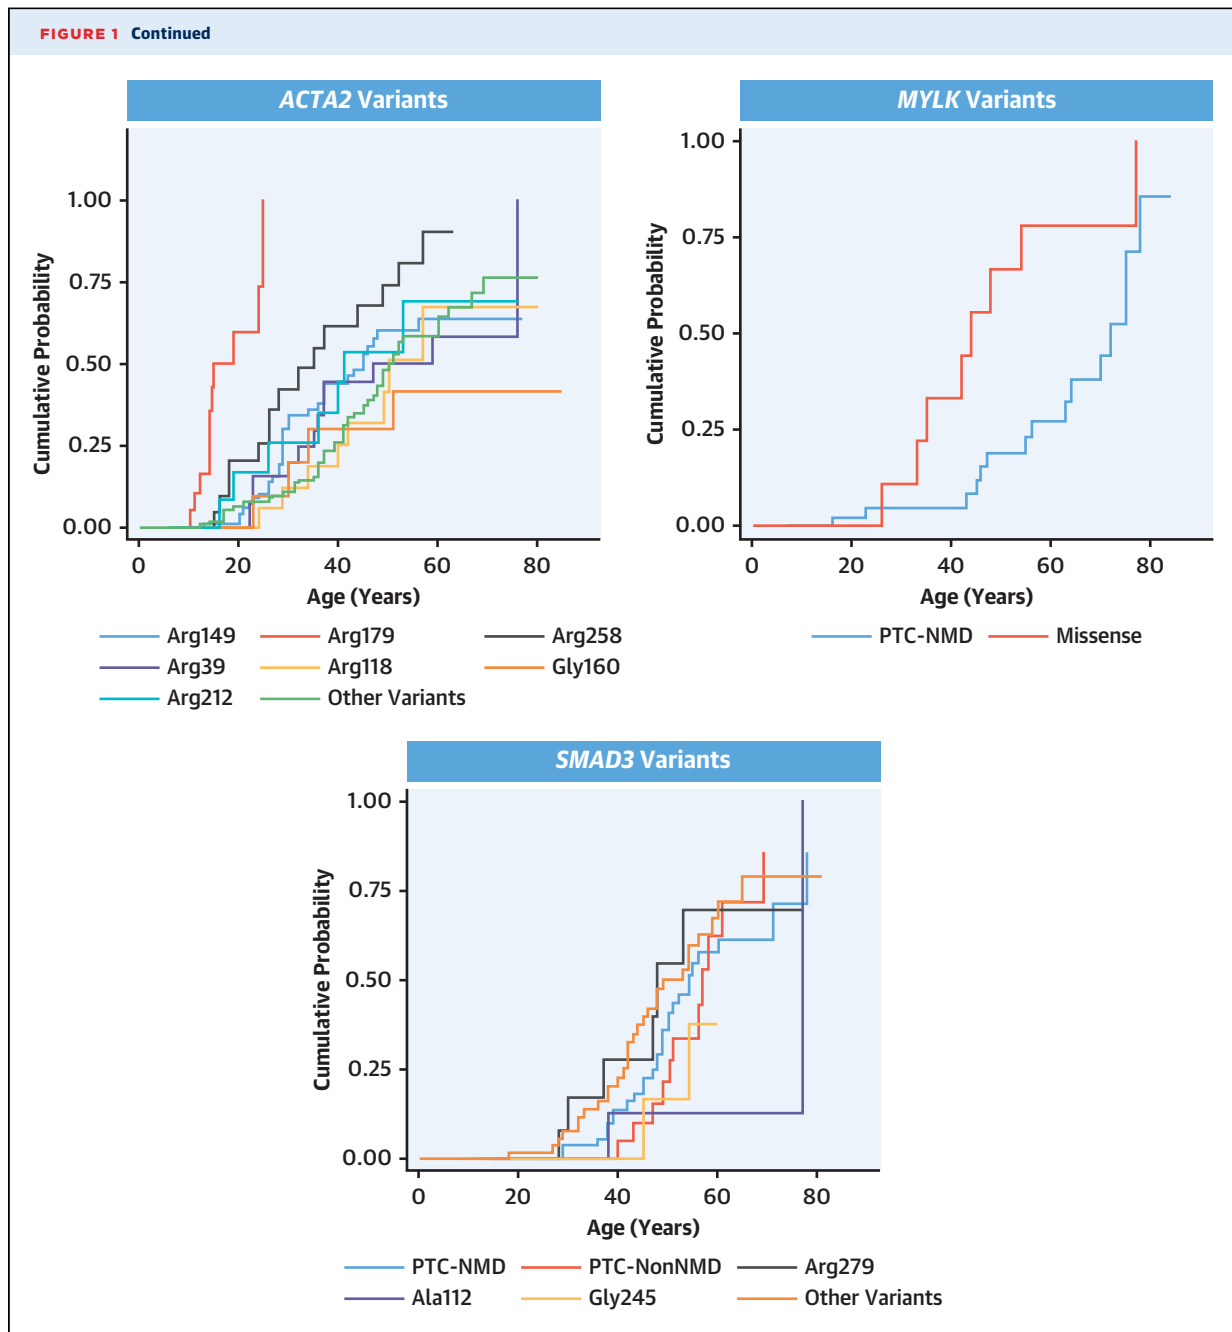 FIGURE 1 Continued
ACTA2 Variants
Cumulative Probability
1.00
0.75
0.50
0.25
0.00
0 20 40 60 80
Age (Years)
Arg149 Arg179 Arg258
Arg39 Arg118 Gly160
Arg212 Other Variants
MYLK Variants
Cumulative Probability
1.00
0.75
0.50
0.25
0.00
0 20 40 60 80
Age (Years)
PTC-NMD Missense
SMAD3 Variants
Cumulative Probability
1.00
0.75
0.50
0.25
0.00
0 20 40 60 80
Age (Years)
PTC-NMD PTC-NonNMD Arg279
Ala112 Gly245 Other Variants